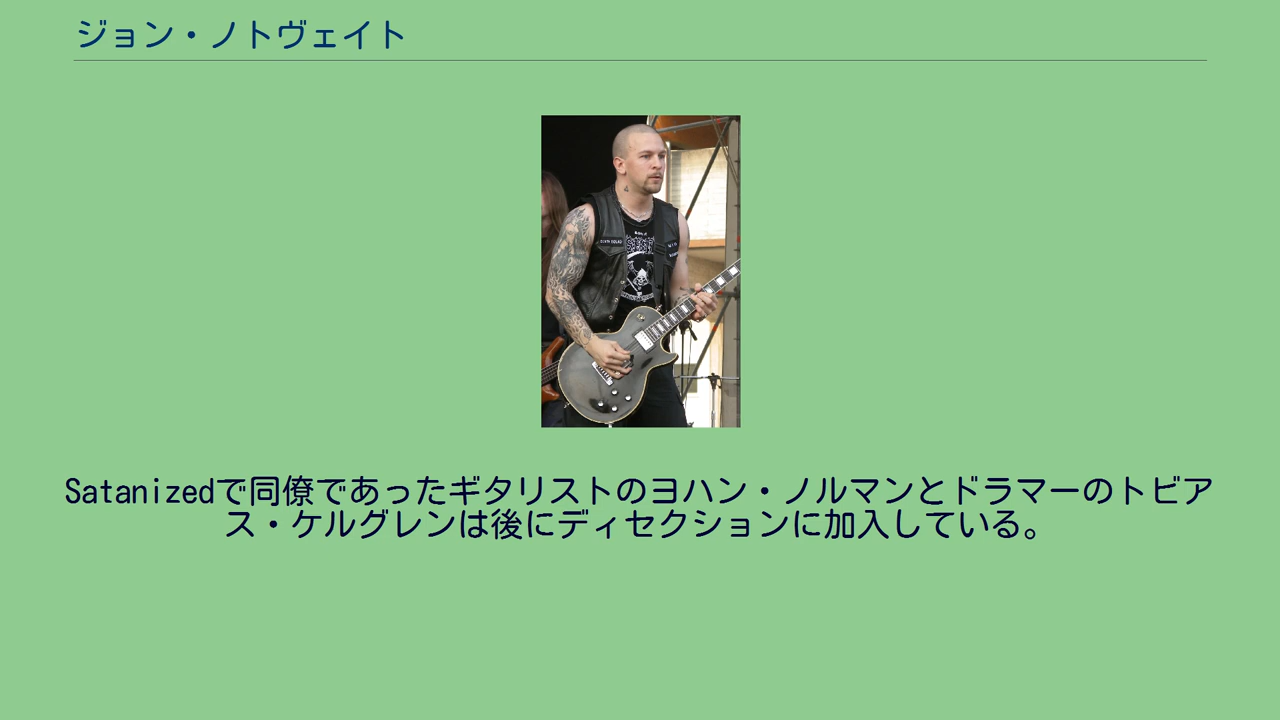 ジョン・ノトヴェイト
Satanizedで同僚であったギタリストのヨハン・ノルマンとドラマーのトビア
ス・ケルグレンは後にディセクションに加入している。